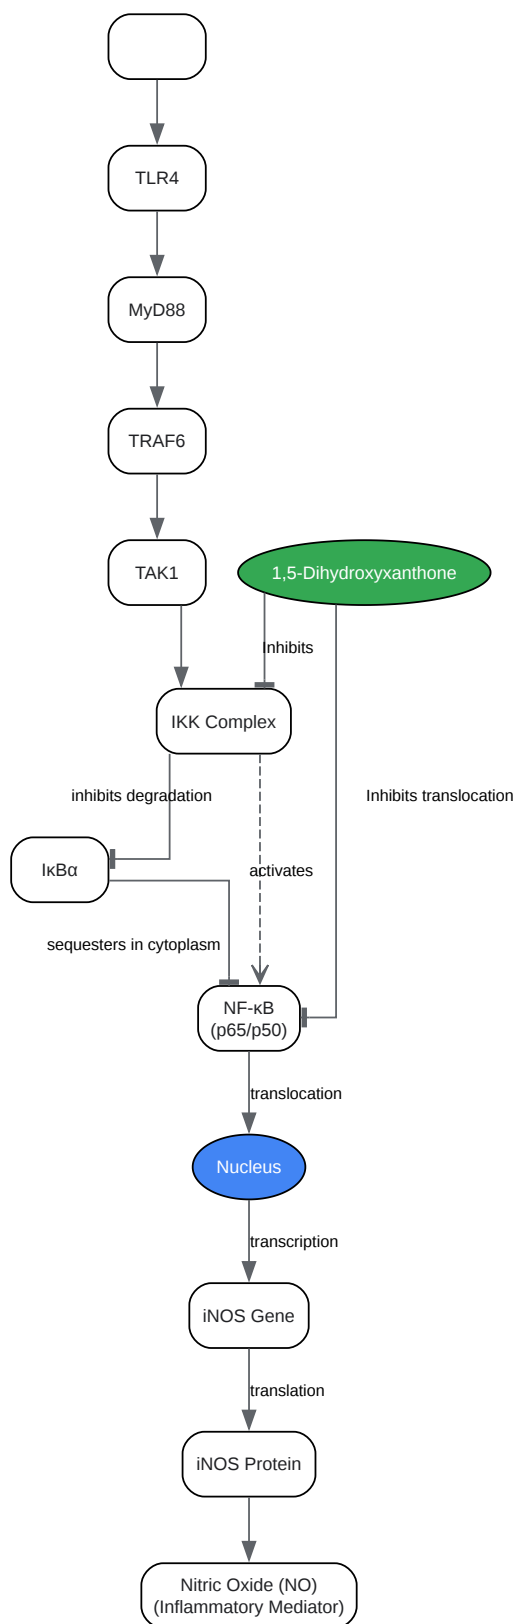 TLR4
MyD88
TRAF6
TAK1
1,5-Dihydroxyxanthone
Inhibits
IKK Complex
inhibits degradation
Inhibits translocation
IκBα
activates
sequesters in cytoplasm
NF-κB
(p65/p50)
translocation
Nucleus
transcription
iNOS Gene
translation
iNOS Protein
Nitric Oxide (NO)
(Inflammatory Mediator)